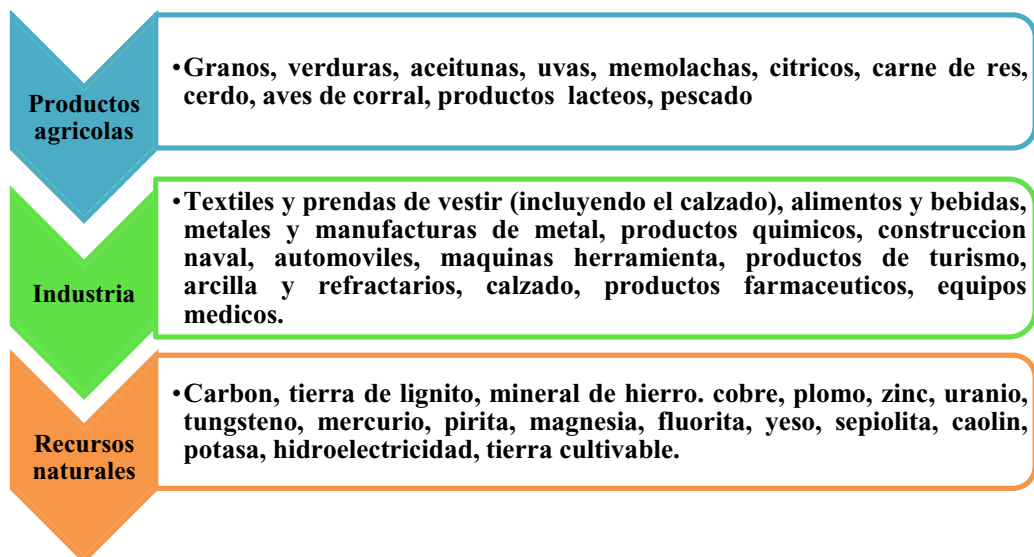 Productos
agricolas
•Granos, verduras, aceitunas, uvas, memolachas, citricos,
carne de res,
cerdo, aves de corral, productos lacteos, pescado
Industria
•Textiles y prendas de vestir (incluyendo el calzado), alimentos y bebidas,
metales y manufacturas de metal, productos quimicos, construccion
naval, automoviles, maquinas herramienta, productos de turismo,
arcilla y refractarios, calzado, productos farmaceuticos, equipos
medicos.
Recursos
naturales
•Carbon, tierra de lignito, mineral de hierro. cobre, plomo, zinc, uranio,
tungsteno, mercurio, pirita, magnesia, fluorita, yeso, sepiolita, caolin,
potasa, hidroelectricidad, tierra cultivable.